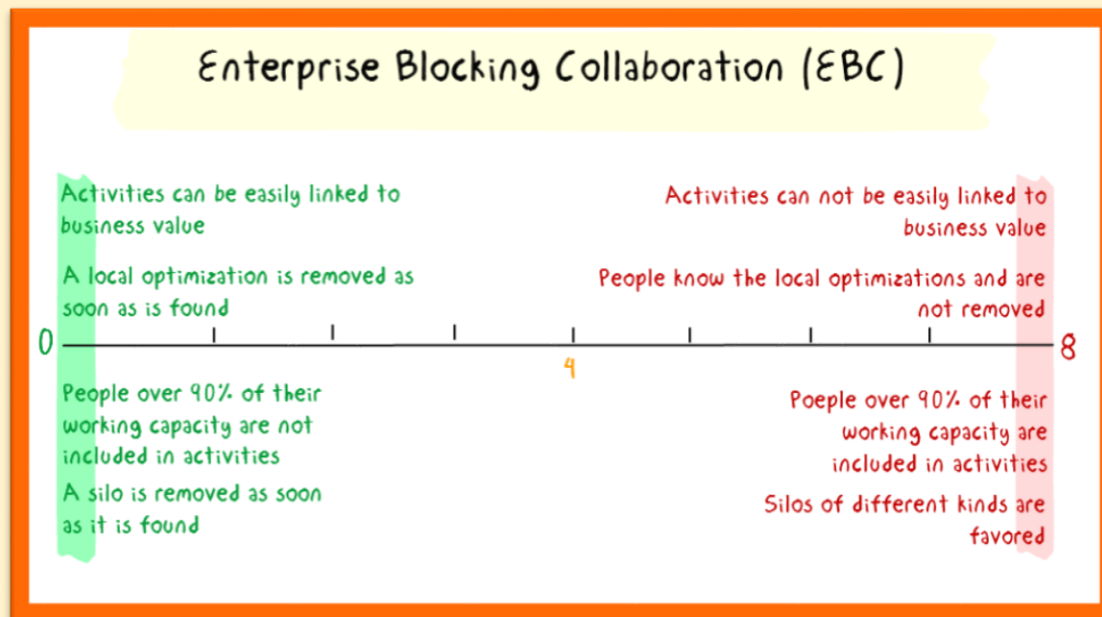 Enterprise Blocking Collaboration (EBC)
Activities can be easily linked to
business value
A local optimization is removed as
soon as is found
Activities can not be easily linked to
business value
People know the local optimizations and are
not removed
0
4
8
People over 90% of their
working capacity are not
included in activities
A silo is removed as soon
as it is found
Poeple over 90% of their
working capacity are
included in activities
Silos of different kinds are
favored